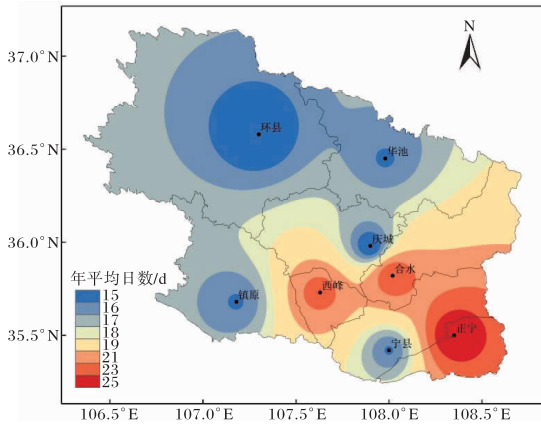 N
37.0°N
36.5°N
36.0°N
35.5°N
环县
华池
庆城
合水
镇原
西峰
宁县
正宁
年平均日数/d
15
16
17
18
19
21
23
25
106.5°E
107.0°E
107.5°E
108.0°E
108.5°E